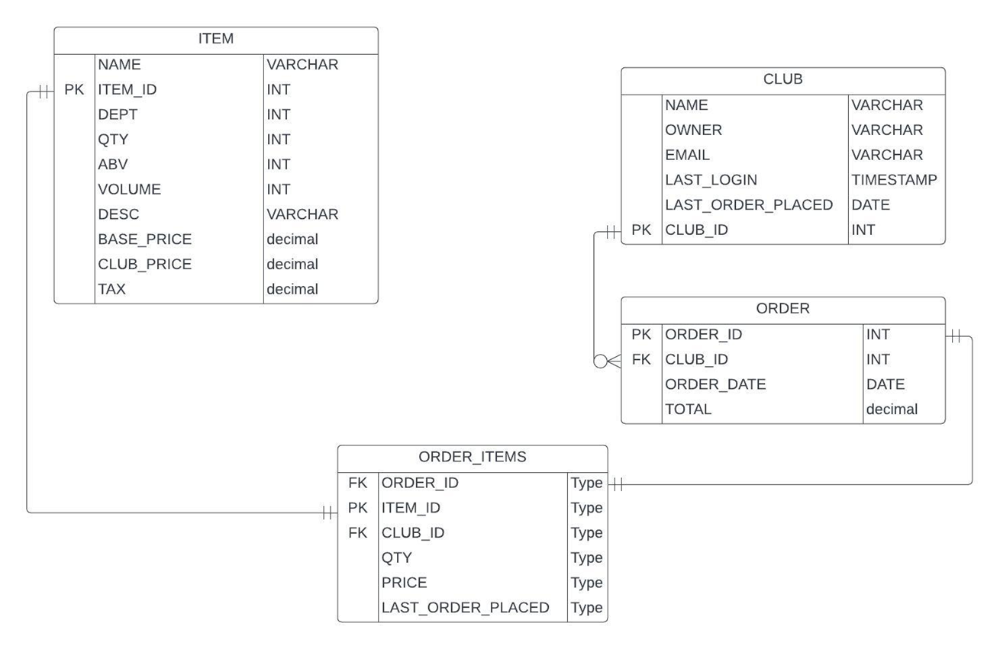 ITEM
NAME VARCHAR
PK ITEM_ID INT
DEPT INT
QTY INT
ABV INT
VOLUME INT
DESC VARCHAR
BASE_PRICE decimal
CLUB_PRICE decimal
TAX decimal
CLUB
NAME VARCHAR
OWNER VARCHAR
EMAIL VARCHAR
LAST_LOGIN TIMESTAMP
LAST_ORDER_PLACED DATE
PK CLUB_ID INT
ORDER
PK ORDER_ID INT
FK CLUB_ID INT
ORDER_DATE DATE
TOTAL decimal
ORDER_ITEMS
FK ORDER_ID Type
PK ITEM_ID Type
FK CLUB_ID Type
QTY Type
PRICE Type
LAST_ORDER_PLACED Type